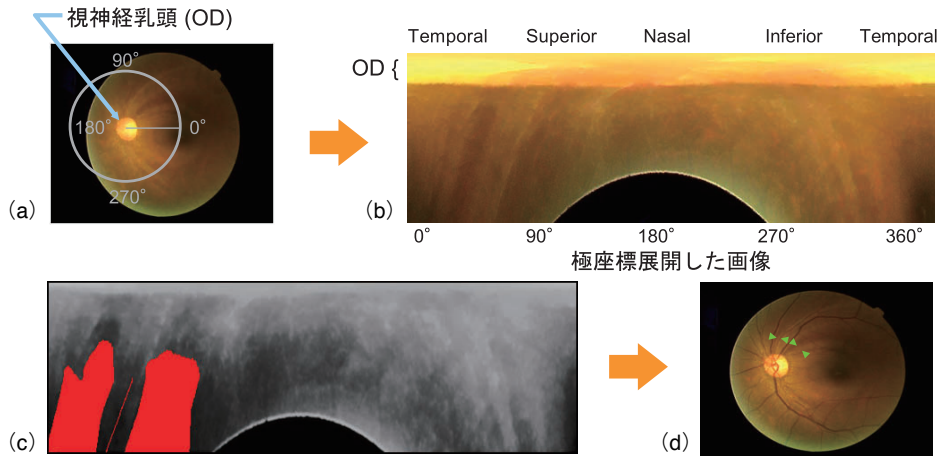 視神経乳頭 (OD)
90°
180°
0°
270°
(a)
Temporal Superior Nasal Inferior Temporal
OD {
(b)
0° 90° 180° 270° 360°
極座標展開した画像
(c)
(d)